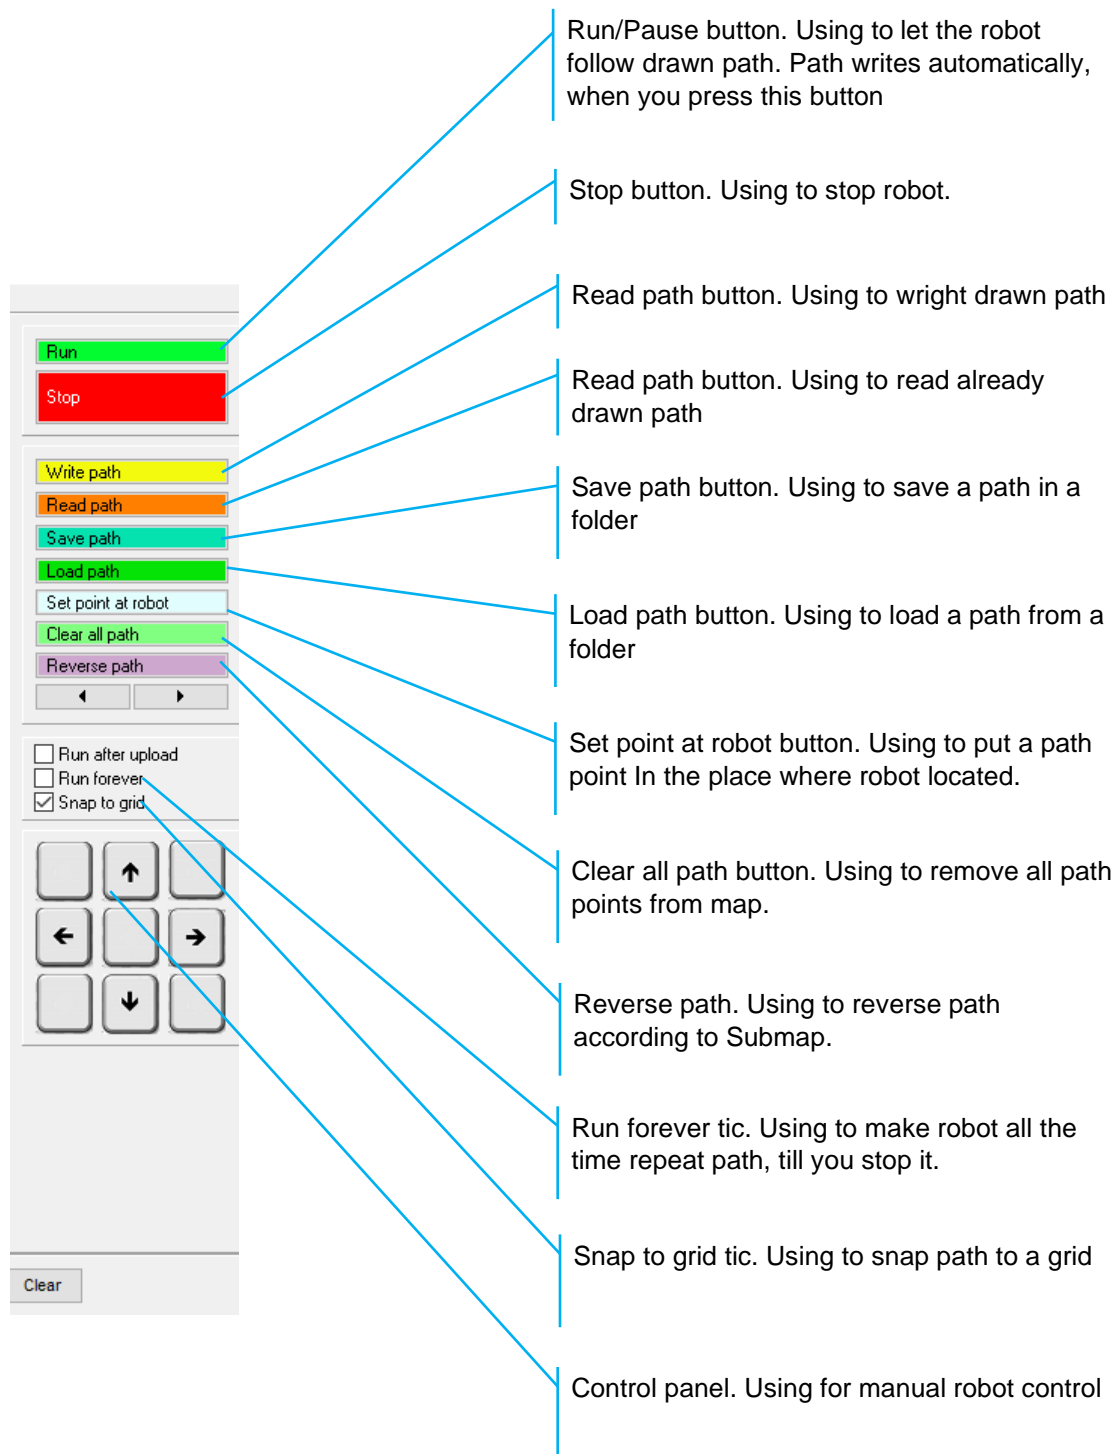 Run/Pause button. Using to let the robot
follow drawn path. Path writes automatically,
when you press this button
Stop button. Using to stop robot.
Read path button. Using to wright drawn path
Read path button. Using to read already
drawn path
Save path button. Using to save a path in a
folder
Load path button. Using to load a path from a
folder
Set point at robot button. Using to put a path
point In the place where robot located.
Clear all path button. Using to remove all path
points from map.
Reverse path. Using to reverse path
according to Submap.
Run forever tic. Using to make robot all the
time repeat path, till you stop it.
Snap to grid tic. Using to snap path to a grid
Control panel. Using for manual robot control
Run
Stop
Write path
Read path
Save path
Load path
Set point at robot
Clear all path
Reverse path
Run after upload
Run forever
Snap to grid
Clear